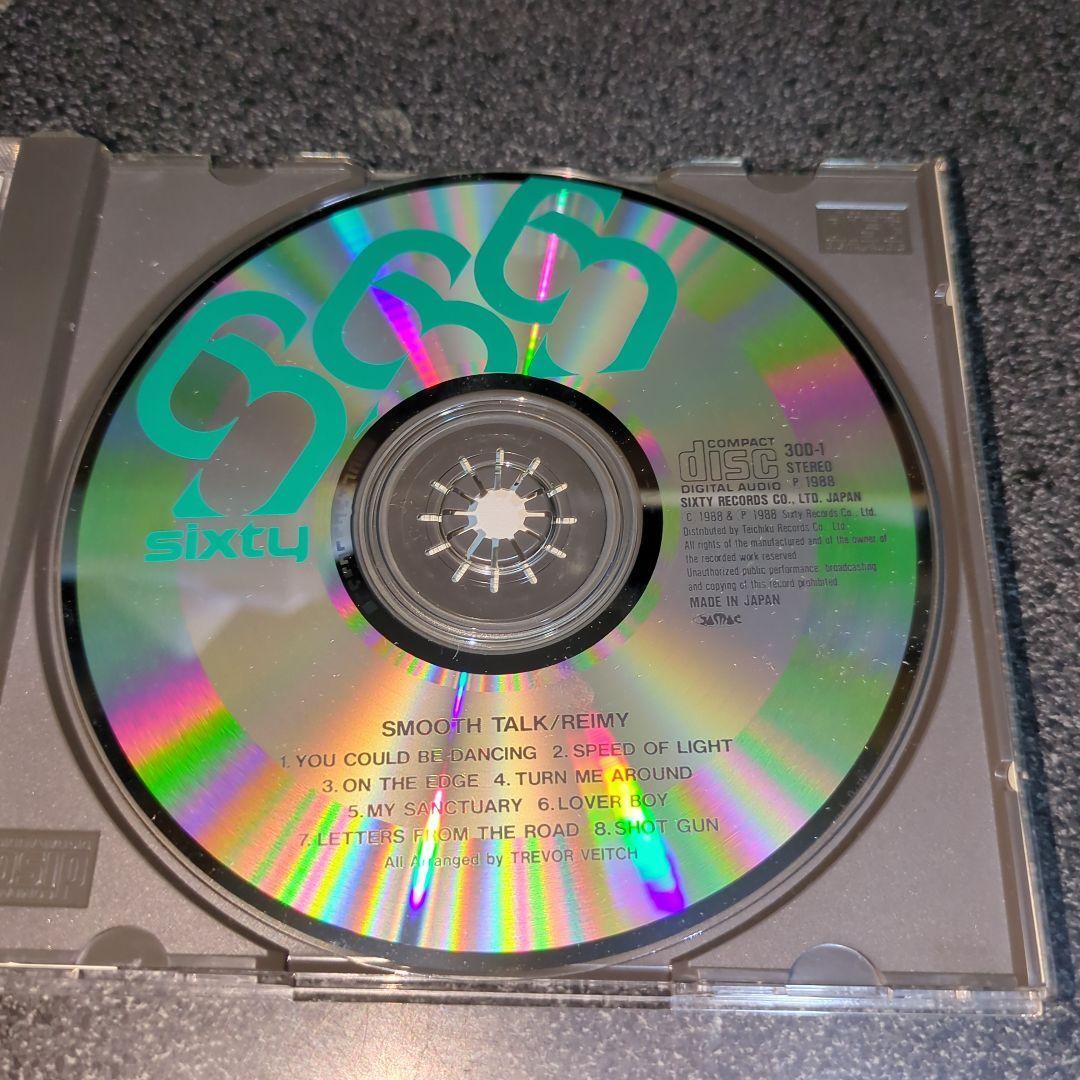 sixty
COMPACT
disc
DIGITAL AUDIO
30D-1
STEREO
P 1988
SIXTY RECORDS CO., LTD. JAPAN
C 1988 & P 1988 Sixty Records Co., Ltd.
Distributed by Teichiku Records Co. Ltd.
All rights of the manufactured and of the owner of
the recorded work reserved
Unauthorized public performance broadcasting
and copying of this record prohibited
MADE IN JAPAN
JASRAC
SMOOTH TALK/REIMY
1. YOU COULD BE DANCING 2. SPEED OF LIGHT
3. ON THE EDGE 4. TURN ME AROUND
5. MY SANCTUARY 6. LOVER BOY
7. LETTERS FROM THE ROAD 8. SHOT GUN
All Arranged by TREVOR VEITCH